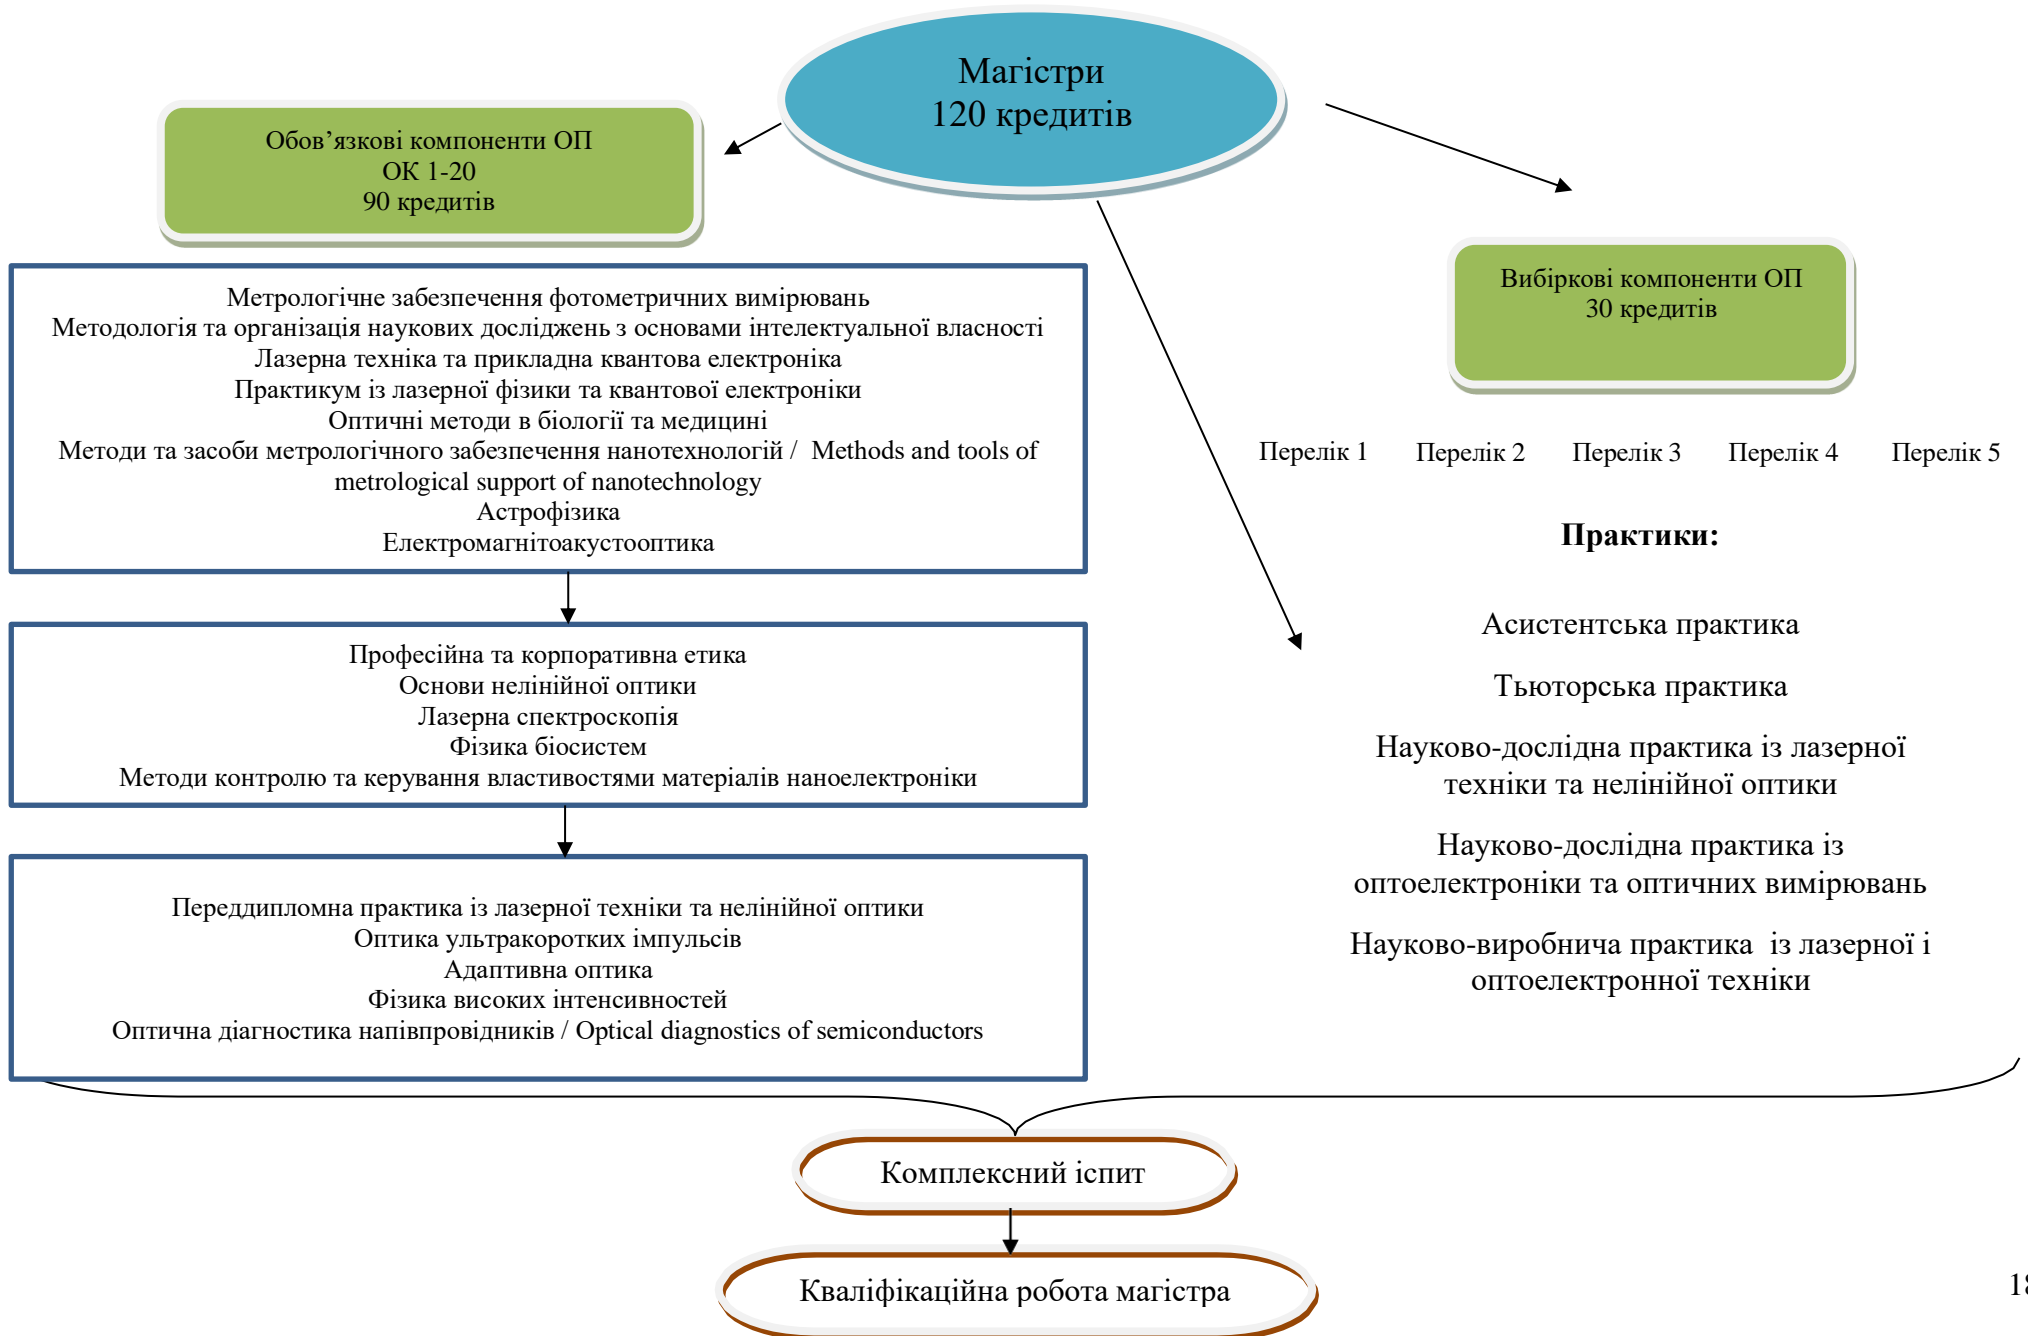 Магістри
120 кредитів
Обов’язкові компоненти ОП
ОК 1-20
90 кредитів
Вибіркові компоненти ОП
30 кредитів
Метрологічне забезпечення фотометричних вимірювань
Методологія та організація наукових досліджень з основами інтелектуальної власності
Лазерна техніка та прикладна квантова електроніка
Практикум із лазерної фізики та квантової електроніки
Оптичні методи в біології та медицині
Методи та засоби метрологічного забезпечення нанотехнологій / Methods and tools of
metrological support of nanotechnology
Астрофізика
Електромагнітоакустооптика
Перелік 1 Перелік 2 Перелік 3 Перелік 4 Перелік 5
Практики:
Асистентська практика
Тьюторська практика
Науково-дослідна практика із лазерної
техніки та нелінійної оптики
Науково-дослідна практика із
оптоелектроніки та оптичних вимірювань
Науково-виробнича практика із лазерної і
оптоелектронної техніки
Професійна та корпоративна етика
Основи нелінійної оптики
Лазерна спектроскопія
Фізика біосистем
Методи контролю та керування властивостями матеріалів наноелектроніки
Переддипломна практика із лазерної техніки та нелінійної оптики
Оптика ультракоротких імпульсів
Адаптивна оптика
Фізика високих інтенсивностей
Оптична діагностика напівпровідників / Optical diagnostics of semiconductors
Комплексний іспит
Кваліфікаційна робота магістра
18